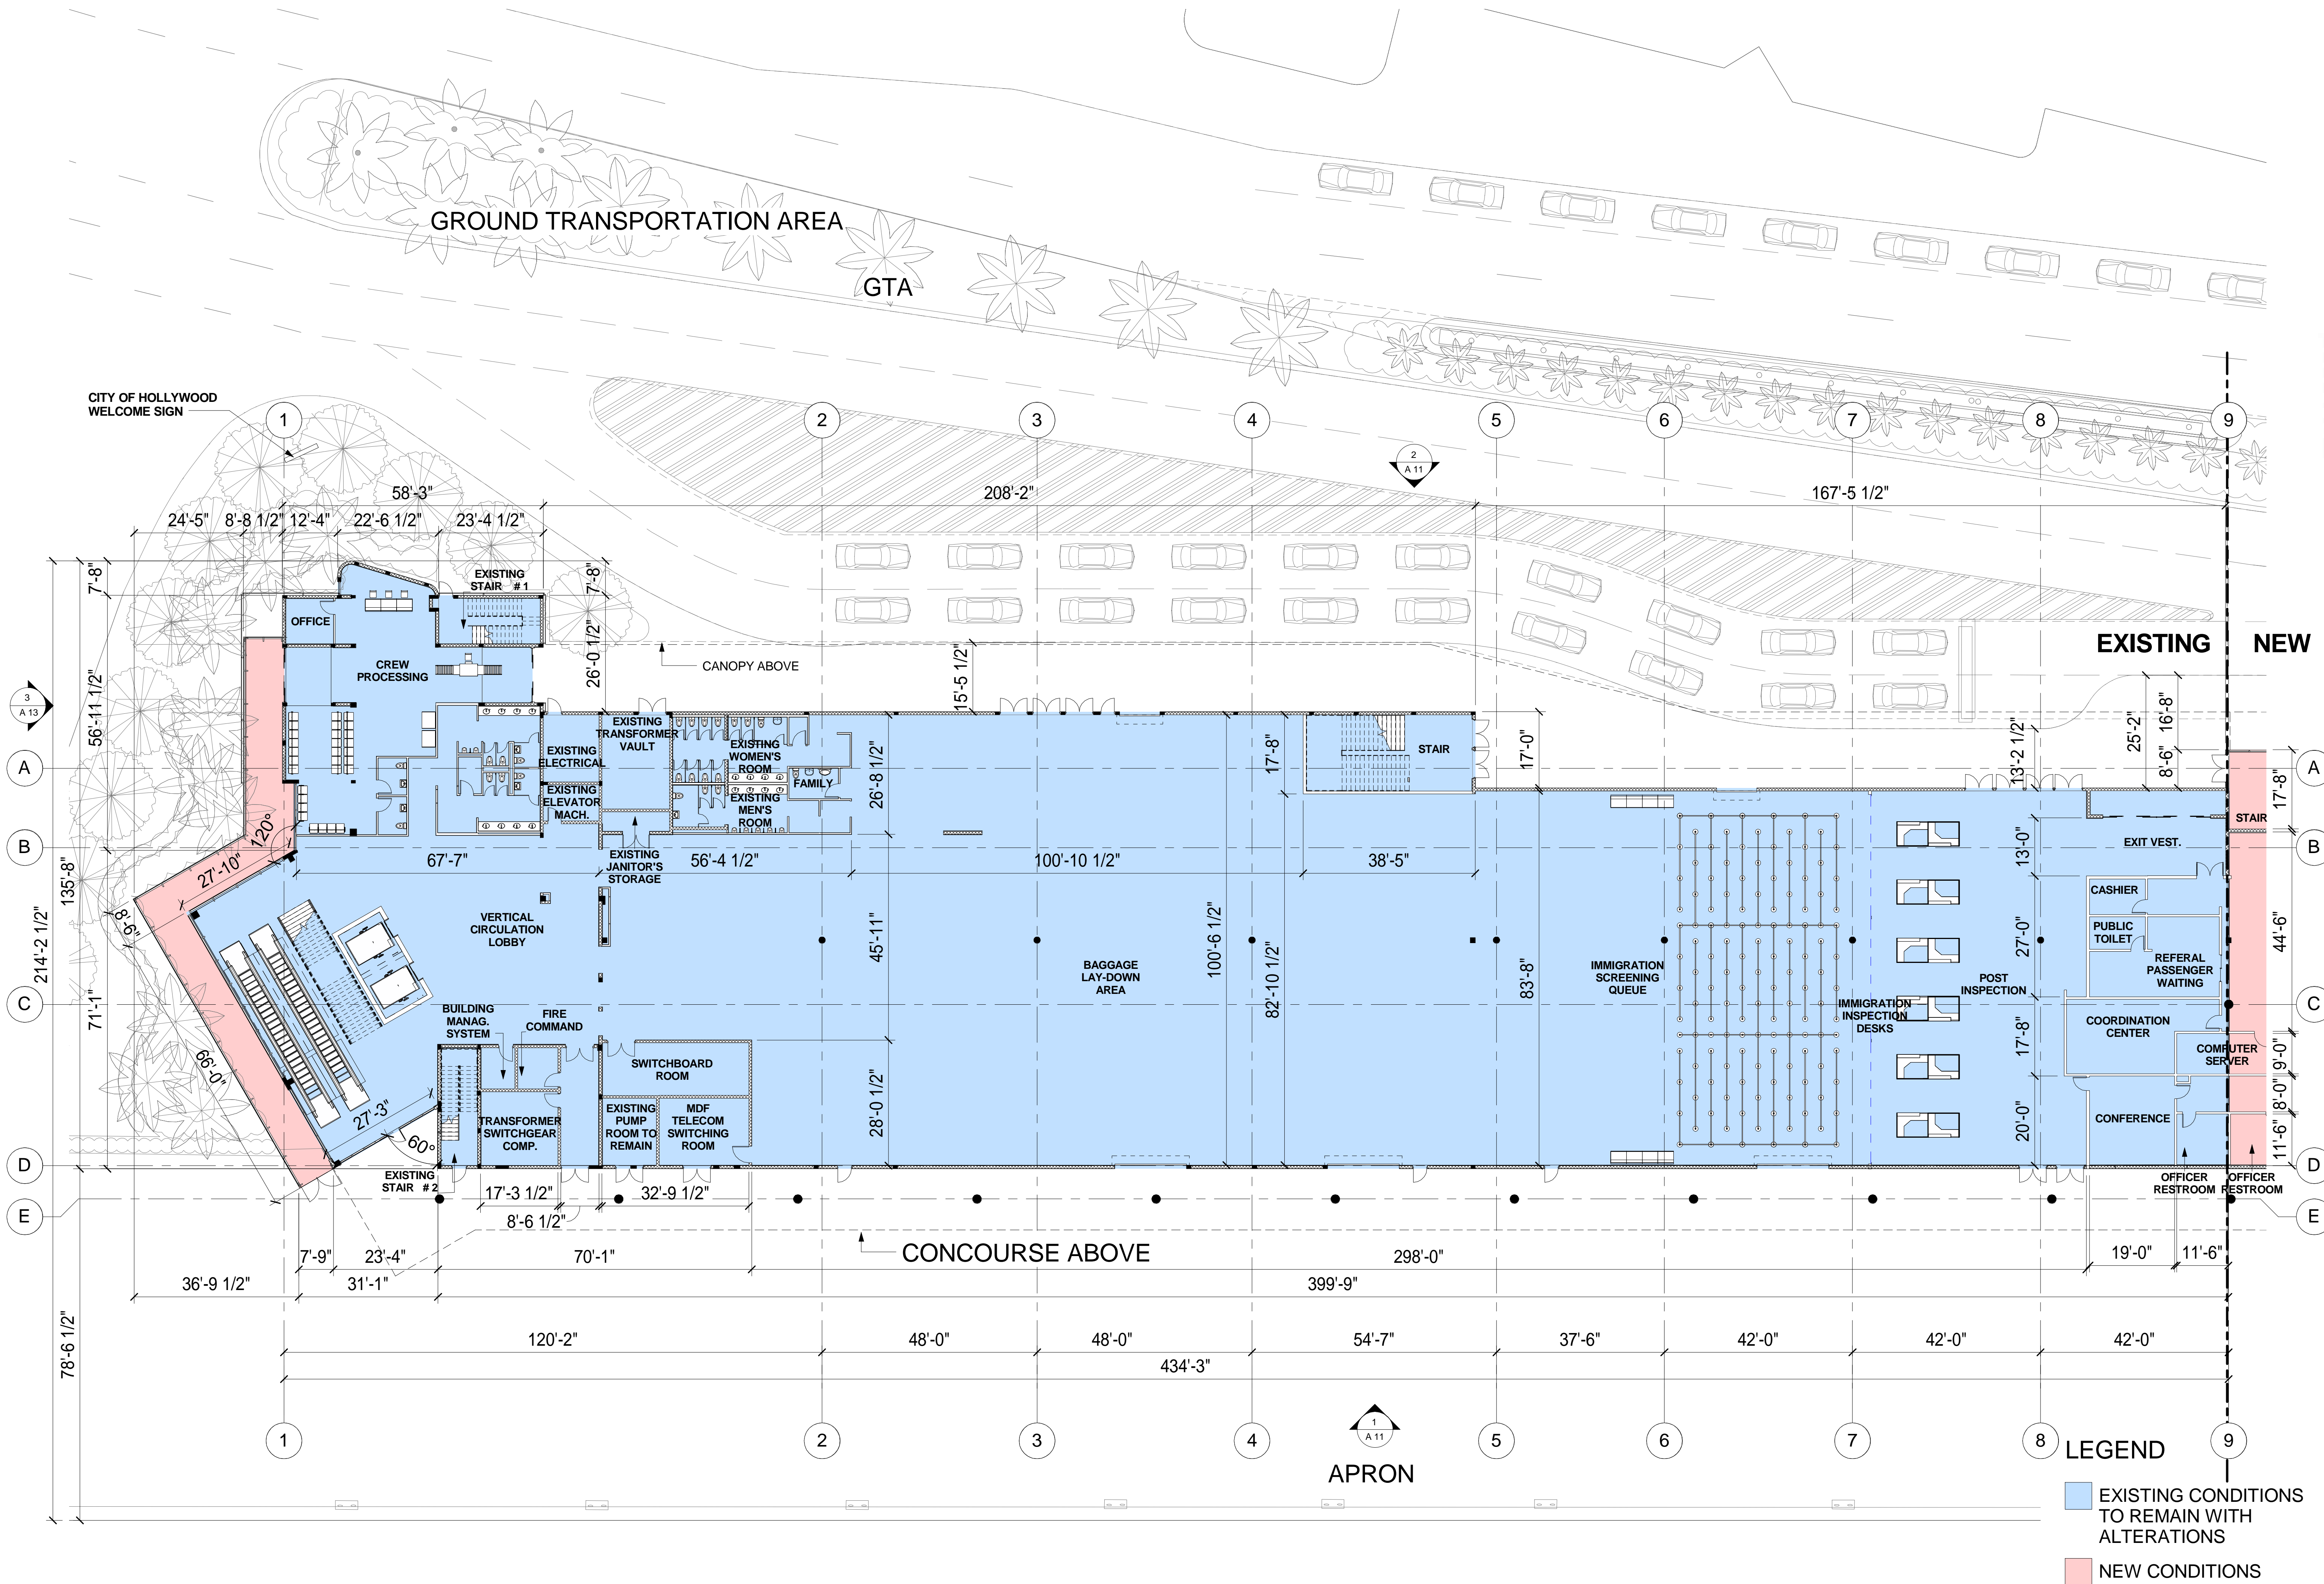 GROUND TRANSPORTATION AREA
GTA
CITY OF HOLLYWOOD
WELCOME SIGN
1
2
3
4
5
6
7
8
9
2
A 11
58'-3"
208'-2"
167'-5 1/2"
24'-5"
8'-8 1/2"
12'-4"
22'-6 1/2"
23'-4 1/2"
7'-8"
EXISTING
STAIR # 1
7'-8"
OFFICE
26'-0 1/2"
CREW
PROCESSING
CANOPY ABOVE
15'-5 1/2"
EXISTING
NEW
3
A 13
56'-11 1/2"
EXISTING
TRANSFORMER
VAULT
EXISTING
ELECTRICAL
EXISTING
WOMEN'S
ROOM
FAMILY
26'-8 1/2"
17'-8"
STAIR
17'-0"
13'-2 1/2"
25'-2"
16'-8"
8'-6"
A
A
17'-8"
EXISTING
ELEVATOR
MACH.
EXISTING
MEN'S
ROOM
STAIR
120°
B
B
EXISTING
JANITOR'S
STORAGE
EXIT VEST.
13'-0"
27'-10"
67'-7"
56'-4 1/2"
100'-10 1/2"
38'-5"
135'-8"
214'-2 1/2"
8'-6"
CASHIER
VERTICAL
CIRCULATION
LOBBY
45'-11"
100'-6 1/2"
82'-10 1/2"
83'-8"
PUBLIC
TOILET
27'-0"
44'-6"
BAGGAGE
LAY-DOWN
AREA
IMMIGRATION
SCREENING
QUEUE
POST
INSPECTION
REFERAL
PASSENGER
WAITING
C
C
71'-1"
BUILDING
MANAG.
SYSTEM
FIRE
COMMAND
IMMIGRATION
INSPECTION
DESKS
COORDINATION
CENTER
17'-8"
COMPUTER
SERVER
9'-0"
66'-0"
SWITCHBOARD
ROOM
8'-0"
27'-3"
TRANSFORMER
SWITCHGEAR
COMP.
EXISTING
PUMP
ROOM TO
REMAIN
MDF
TELECOM
SWITCHING
ROOM
28'-0 1/2"
20'-0"
CONFERENCE
11'-6"
60°
D
D
EXISTING
STAIR # 2
OFFICER
RESTROOM
OFFICER
RESTROOM
17'-3 1/2"
32'-9 1/2"
8'-6 1/2"
E
E
CONCOURSE ABOVE
7'-9"
23'-4"
70'-1"
298'-0"
19'-0"
11'-6"
36'-9 1/2"
31'-1"
399'-9"
78'-6 1/2"
120'-2"
48'-0"
48'-0"
54'-7"
37'-6"
42'-0"
42'-0"
42'-0"
434'-3"
1
2
3
4
5
6
7
8
9
1
A 11
APRON
LEGEND
EXISTING CONDITIONS
TO REMAIN WITH
ALTERATIONS
NEW CONDITIONS